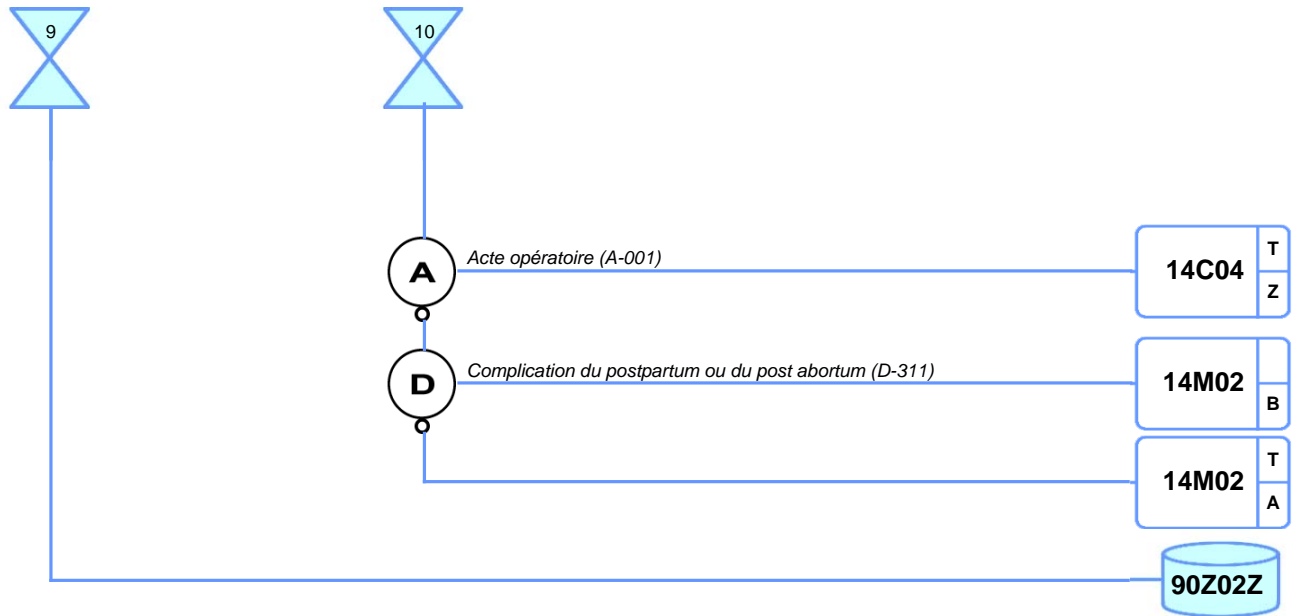 9
10
A
Acte opératoire (A-001)
14C04
T
Z
D
Complication du postpartum ou du post abortum (D-311)
14M02
B
14M02
T
A
90Z02Z